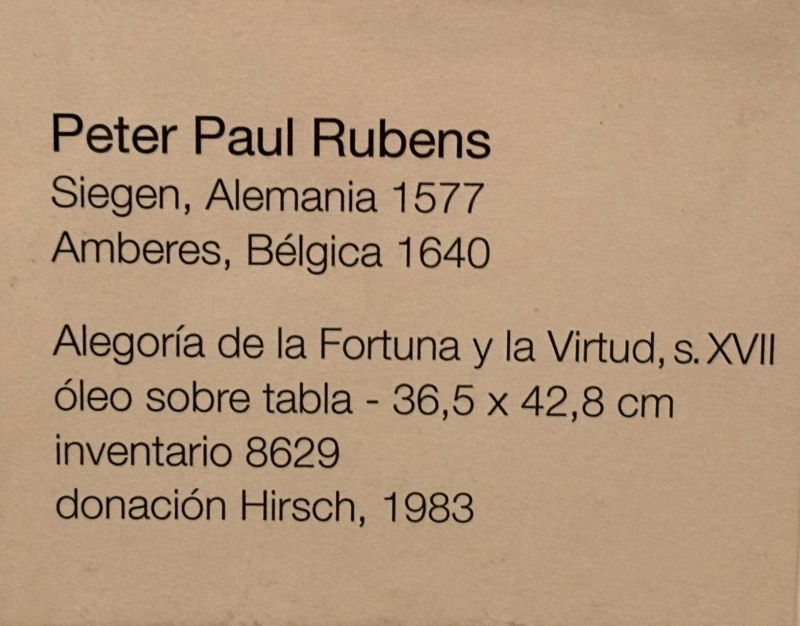 Peter Paul Rubens
Siegen, Alemania 1577
Amberes, Bélgica 1640
Alegoría de la Fortuna y la Virtud, s. XVII
óleo sobre tabla - 36,5 x 42,8 cm
inventario 8629
donación Hirsch, 1983